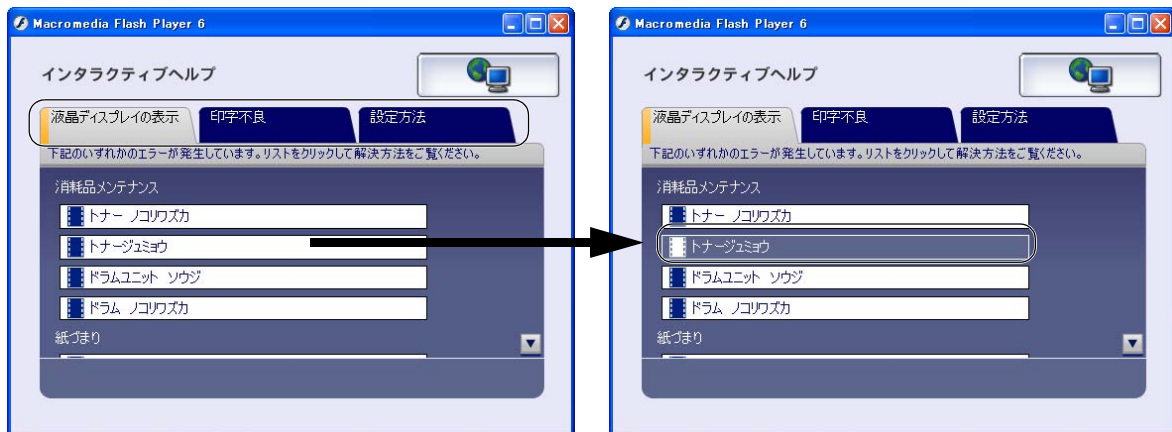 Macromedia Flash Player 6
インタラクティブヘルプ
液晶ディスプレイの表示 印字不良 設定方法
下記のいずれかのエラーが発生しています。リストをクリックして解決方法をご覧ください。
消耗品メンテナンス
トナー ノコリワズカ
トナージュミョウ
ドラムユニット ソウジ
ドラム ノコリワズカ
紙づまり
Macromedia Flash Player 6
インタラクティブヘルプ
液晶ディスプレイの表示 印字不良 設定方法
下記のいずれかのエラーが発生しています。リストをクリックして解決方法をご覧ください。
消耗品メンテナンス
トナー ノコリワズカ
トナージュミョウ
ドラムユニット ソウジ
ドラム ノコリワズカ
紙づまり